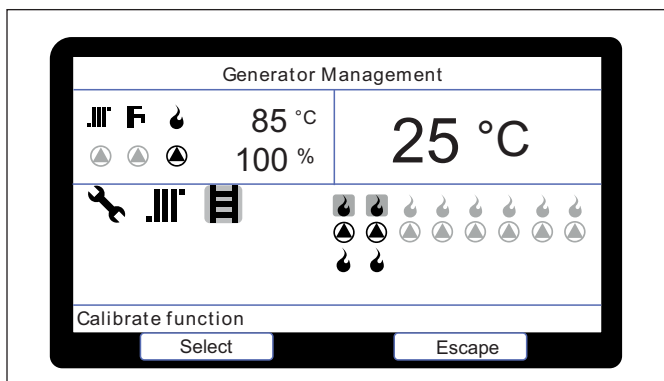 Generator Management
85 °C
25 °C
100 %
Calibrate function
Select
Escape